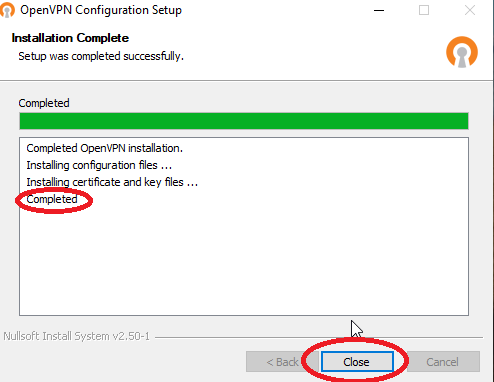 OpenVPN Configuration Setup
Installation Complete
Setup was completed successfully.
Completed
Completed OpenVPN installation.
Installing configuration files ...
Installing certificate and key files ...
Completed
Nullsoft Install System v2.50-1
< Back
Close
Cancel